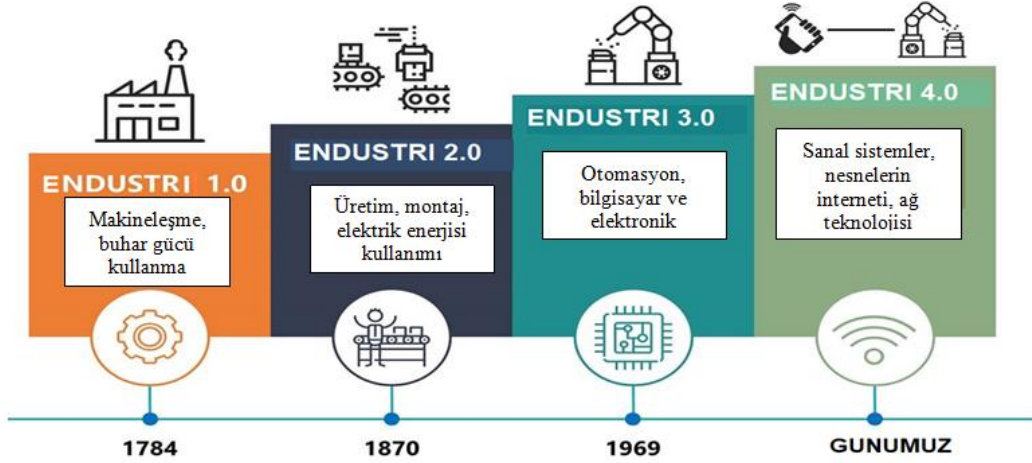 ENDUSTRI 1.0
Makineleşme,
buhar gücü
kullanma
1784
ENDUSTRI 2.0
Üretim, montaj,
elektrik enerjisi
kullanımı
1870
ENDUSTRI 3.0
Otomasyon,
bilgisayar ve
elektronik
1969
ENDUSTRI 4.0
Sanal sistemler,
nesnelerin
interneti, ağ
teknolojisi
GUNUMUZ